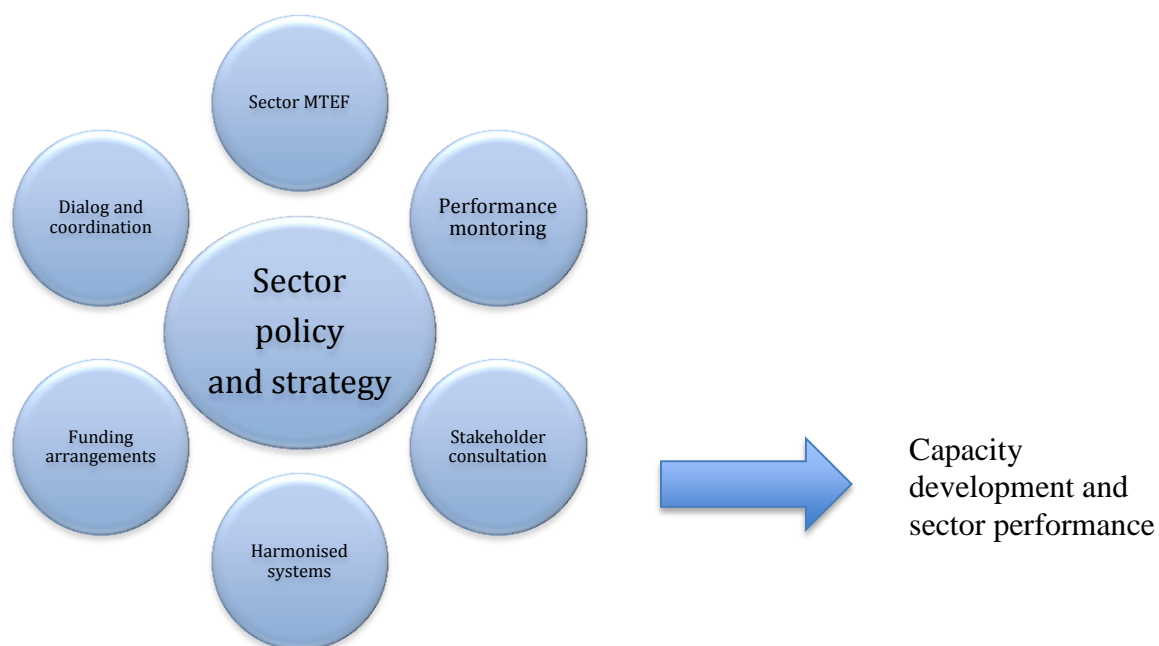 Sector MTEF
Dialog and
coordination
Performance
montoring
Sector
policy
and strategy
Funding
arrangements
Stakeholder
consultation
Harmonised
systems
Capacity
development and
sector performance